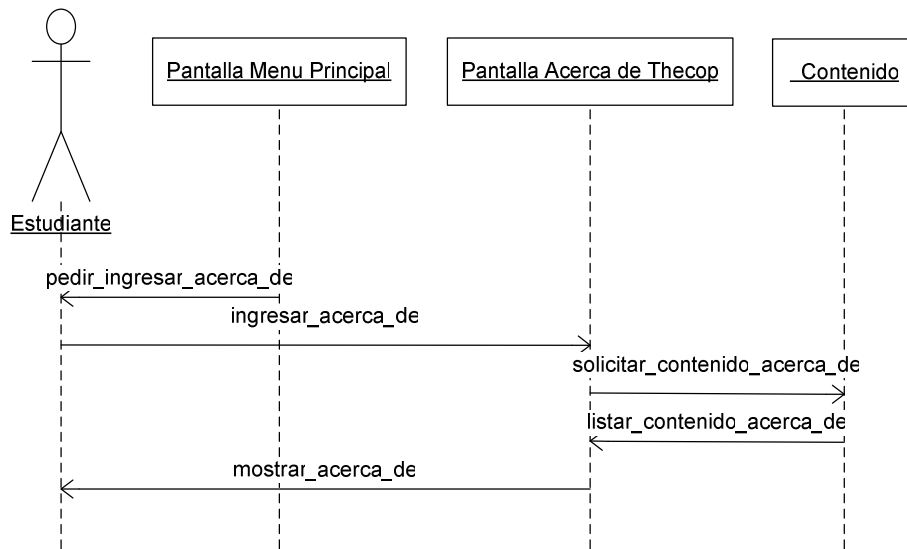 Pantalla Menu Principal
Pantalla Acerca de Thecop
Contenido
Estudiante
pedir_ingresar_acerca_de
ingresar_acerca_de
solicitar_contenido_acerca_de
listar_contenido_acerca_de
mostrar_acerca_de